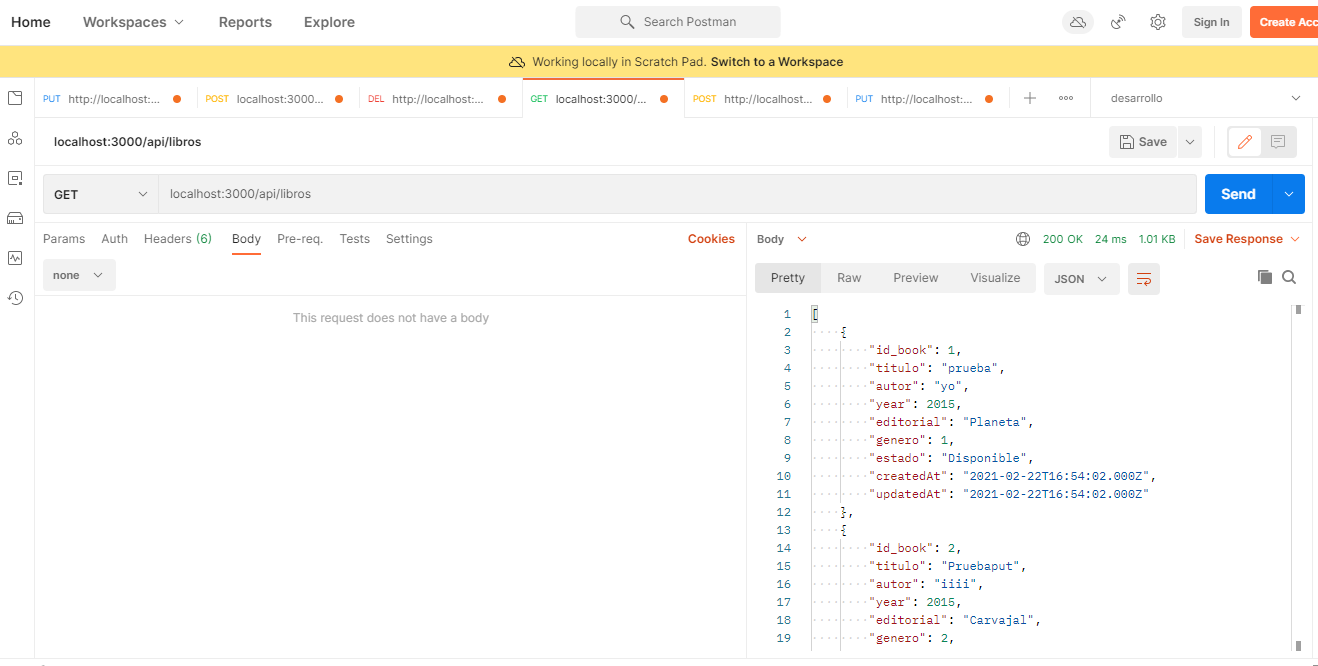 Home Workspaces Reports Explore Search Postman Sign In Create Acc
Working locally in Scratch Pad. Switch to a Workspace
PUT http://localhost:... POST localhost:3000... DEL http://localhost:... GET localhost:3000/... POST http://localhost... PUT http://localhost:... desarrollo
localhost:3000/api/libros Save
GET localhost:3000/api/libros Send
Params Auth Headers (6) Body Pre-req. Tests Settings Cookies
Body 200 OK 24 ms 1.01 KB Save Response
none
Pretty Raw Preview Visualize JSON
This request does not have a body
1 [
2 {
3 "id_book": 1,
4 "titulo": "prueba",
5 "autor": "yo",
6 "year": 2015,
7 "editorial": "Planeta",
8 "genero": 1,
9 "estado": "Disponible",
10 "createdAt": "2021-02-22T16:54:02.000Z",
11 "updatedAt": "2021-02-22T16:54:02.000Z"
12 },
13 {
14 "id_book": 2,
15 "titulo": "Pruebaput",
16 "autor": "iiii",
17 "year": 2015,
18 "editorial": "Carvajal",
19 "genero": 2,